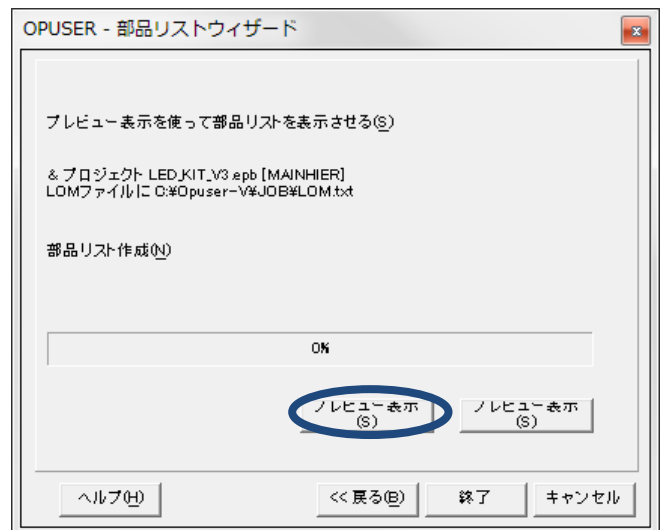 OPUSER - 部品リストウィザード
プレビュー表示を使って部品リストを表示させる(S)
& プロジェクト LED_KIT_V3.epb [MAINHIER]
LOMファイルに C:¥Opuser-V¥JOB¥LOM.txt
部品リスト作成(N)
0%
プレビュー表示
(S)
プレビュー表示
(S)
ヘルプ(H)
<< 戻る(B)
終了
キャンセル